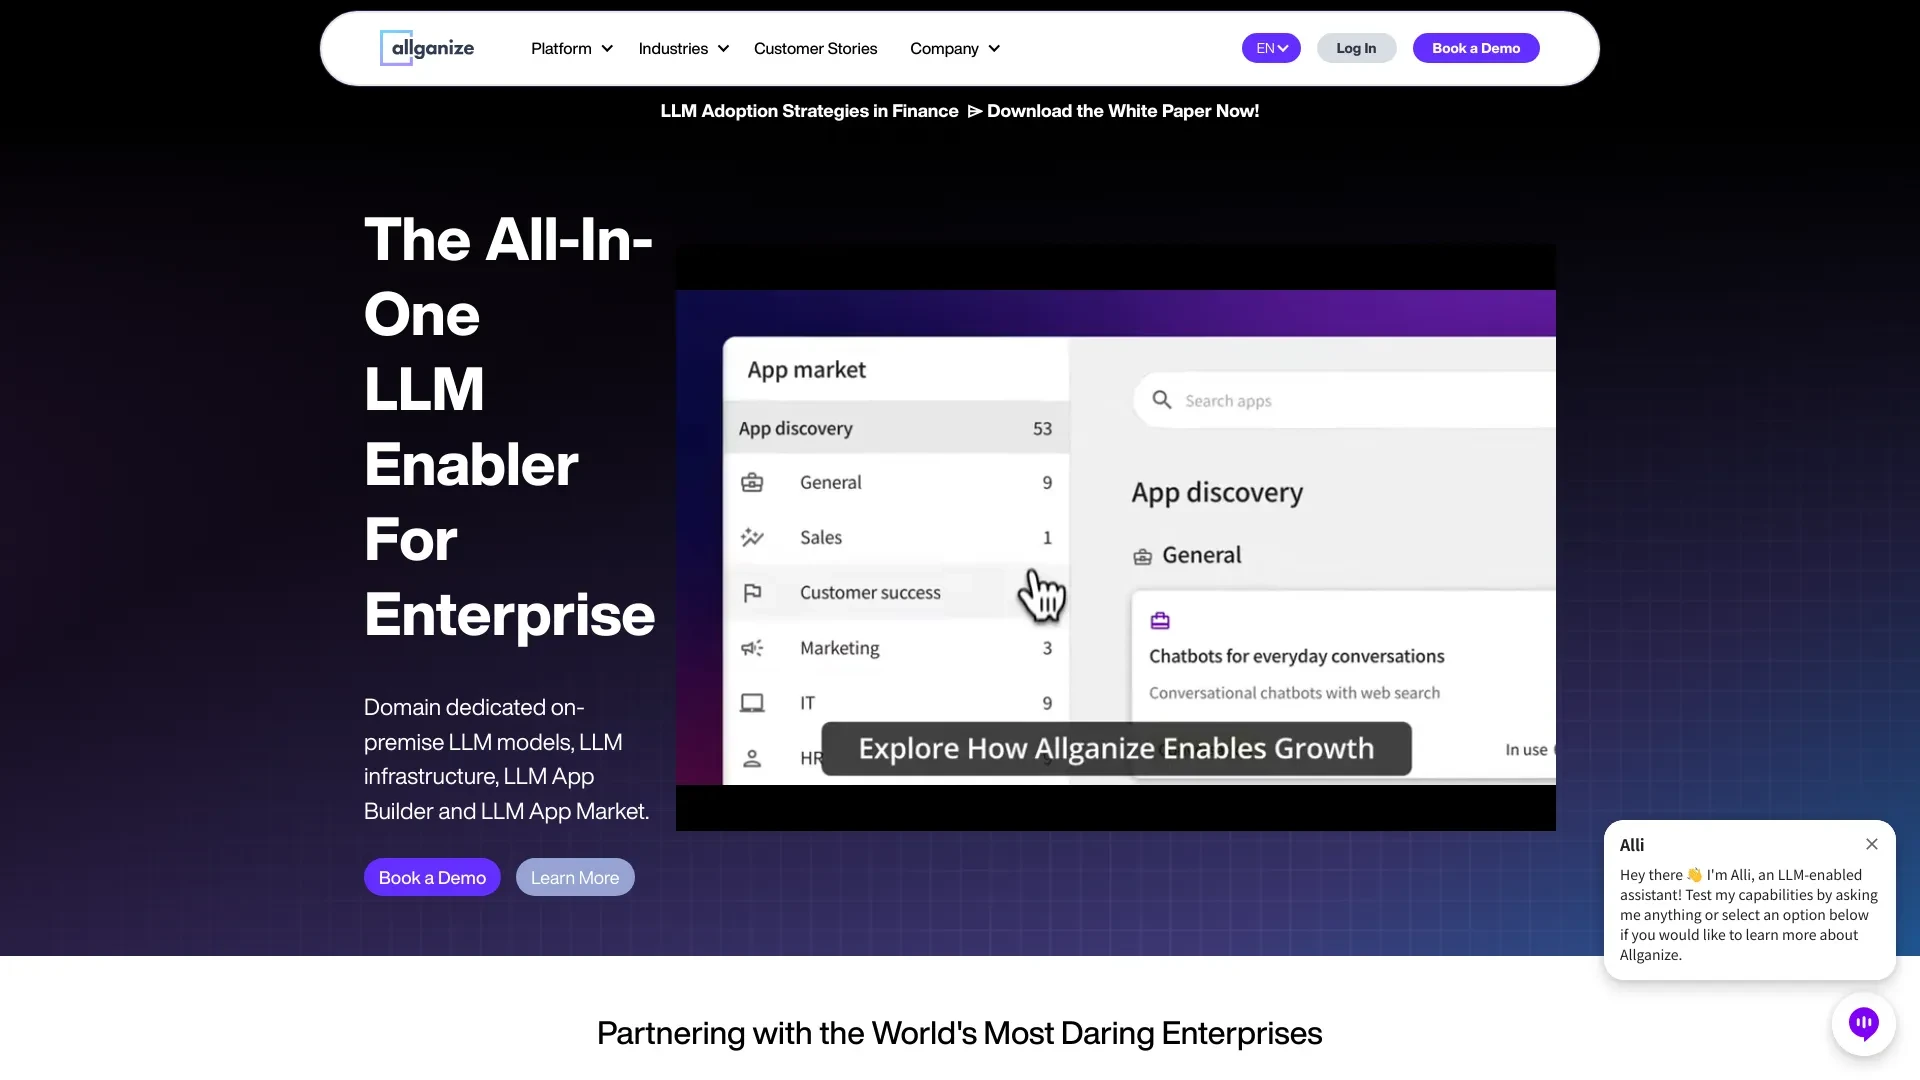 allganize
Platform
Industries
Customer Stories
Company
EN
Log In
Book a Demo
LLM Adoption Strategies in Finance ⩥ Download the White Paper Now!
The All-In-
One
LLM
Enabler
For
Enterprise
Domain dedicated on-
premise LLM models, LLM
infrastructure, LLM App
Builder and LLM App Market.
Book a Demo
Learn More
App market
App discovery 53
General 9
Sales 1
Customer success
Marketing 3
IT 9
HR
Search apps
App discovery
General
Chatbots for everyday conversations
Conversational chatbots with web search
In use
Explore How Allganize Enables Growth
Alli
Hey there 👋 I'm Alli, an LLM-enabled
assistant! Test my capabilities by asking
me anything or select an option below
if you would like to learn more about
Allganize.
Partnering with the World's Most Daring Enterprises